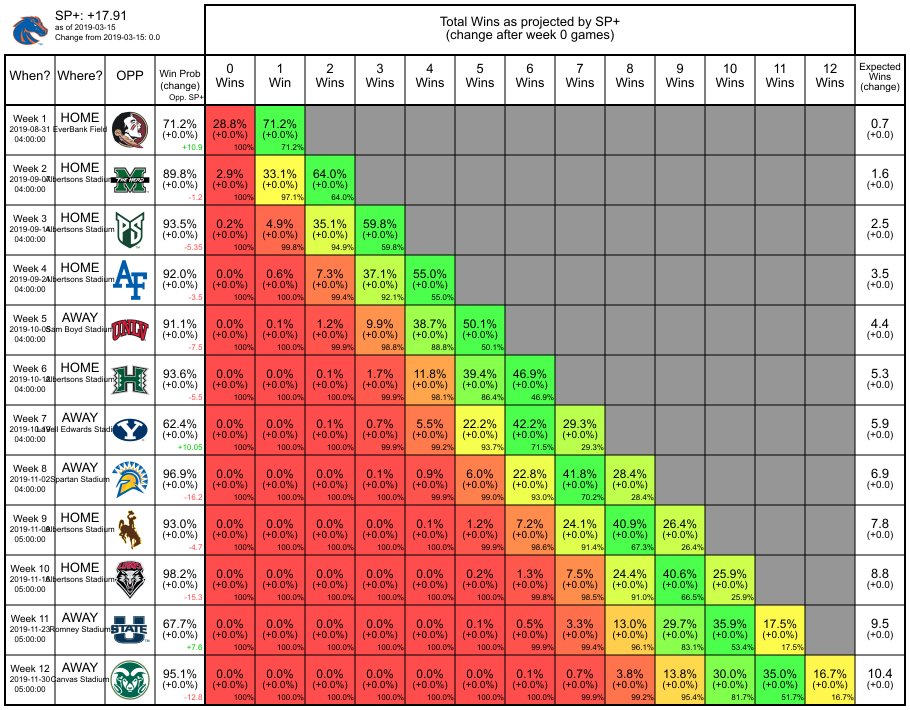 SP+: +17.91
as of 2019-03-15
Change from 2019-03-15: 0.0
Total Wins as projected by SP+
(change after week 0 games)
When? Where? OPP Win Prob (change) Opp. SP+ 0 Wins 1 Win 2 Wins 3 Wins 4 Wins 5 Wins 6 Wins 7 Wins 8 Wins 9 Wins 10 Wins 11 Wins 12 Wins Expected Wins (change)
Week 1 HOME 71.2% 28.8% 71.2% 0.7
2019-08-31 EverBank Field (+0.0%) (+0.0%) (+0.0%) (+0.0)
04:00:00 +10.9 100% 71.2%
Week 2 HOME THE HERD 89.8% 2.9% 33.1% 64.0% 1.6
Albertsons Stadium (+0.0%) (+0.0%) (+0.0%) (+0.0%) (+0.0)
04:00:00 -1.2 100% 97.1% 64.0%
Week 3 HOME PS 93.5% 0.2% 4.9% 35.1% 59.8% 2.5
Albertsons Stadium (+0.0%) (+0.0%) (+0.0%) (+0.0%) (+0.0%) (+0.0)
04:00:00 -5.35 100% 99.8% 94.9% 59.8%
Week 4 HOME AF 92.0% 0.0% 0.6% 7.3% 37.1% 55.0% 3.5
Albertsons Stadium (+0.0%) (+0.0%) (+0.0%) (+0.0%) (+0.0%) (+0.0%) (+0.0)
04:00:00 -3.5 100% 100.0% 99.4% 92.1% 55.0%
Week 5 AWAY UNLV 91.1% 0.0% 0.1% 1.2% 9.9% 38.7% 50.1% 4.4
Sam Boyd Stadium (+0.0%) (+0.0%) (+0.0%) (+0.0%) (+0.0%) (+0.0%) (+0.0%) (+0.0)
04:00:00 -7.5 100% 100.0% 99.9% 98.8% 88.8% 50.1%
Week 6 HOME H 93.6% 0.0% 0.0% 0.1% 1.7% 11.8% 39.4% 46.9% 5.3
Albertsons Stadium (+0.0%) (+0.0%) (+0.0%) (+0.0%) (+0.0%) (+0.0%) (+0.0%) (+0.0%) (+0.0)
04:00:00 -5.5 100% 100.0% 100.0% 99.9% 98.1% 86.4% 46.9%
Week 7 AWAY Y 62.4% 0.0% 0.0% 0.1% 0.7% 5.5% 22.2% 42.2% 29.3% 5.9
(+0.0%) (+0.0%) (+0.0%) (+0.0%) (+0.0%) (+0.0%) (+0.0%) (+0.0%) (+0.0%) (+0.0)
04:00:00 +10.05 100% 100.0% 100.0% 99.9% 99.2% 93.7% 71.5% 29.3%
Week 8 AWAY 96.9% 0.0% 0.0% 0.0% 0.1% 0.9% 6.0% 22.8% 41.8% 28.4% 6.9
2019-11-02 Spartan Stadium (+0.0%) (+0.0%) (+0.0%) (+0.0%) (+0.0%) (+0.0%) (+0.0%) (+0.0%) (+0.0%) (+0.0%) (+0.0)
04:00:00 -16.2 100% 100.0% 100.0% 100.0% 99.9% 99.0% 93.0% 70.2% 28.4%
Week 9 HOME 93.0% 0.0% 0.0% 0.0% 0.0% 0.1% 1.2% 7.2% 24.1% 40.9% 26.4% 7.8
Albertsons Stadium (+0.0%) (+0.0%) (+0.0%) (+0.0%) (+0.0%) (+0.0%) (+0.0%) (+0.0%) (+0.0%) (+0.0%) (+0.0%) (+0.0)
05:00:00 -4.7 100% 100.0% 100.0% 100.0% 100.0% 99.9% 98.6% 91.4% 67.3% 26.4%
Week 10 HOME 98.2% 0.0% 0.0% 0.0% 0.0% 0.0% 0.2% 1.3% 7.5% 24.4% 40.6% 25.9% 8.8
Albertsons Stadium (+0.0%) (+0.0%) (+0.0%) (+0.0%) (+0.0%) (+0.0%) (+0.0%) (+0.0%) (+0.0%) (+0.0%) (+0.0%) (+0.0%) (+0.0)
05:00:00 -15.3 100% 100.0% 100.0% 100.0% 100.0% 100.0% 99.8% 98.5% 91.0% 66.5% 25.9%
Week 11 AWAY U STATE 67.7% 0.0% 0.0% 0.0% 0.0% 0.0% 0.1% 0.5% 3.3% 13.0% 29.7% 35.9% 17.5% 9.5
2019-11-23 Romney Stadium (+0.0%) (+0.0%) (+0.0%) (+0.0%) (+0.0%) (+0.0%) (+0.0%) (+0.0%) (+0.0%) (+0.0%) (+0.0%) (+0.0%) (+0.0%) (+0.0)
05:00:00 +7.6 100% 100.0% 100.0% 100.0% 100.0% 100.0% 99.9% 99.4% 96.1% 83.1% 53.4% 17.5%
Week 12 AWAY 95.1% 0.0% 0.0% 0.0% 0.0% 0.0% 0.0% 0.1% 0.7% 3.8% 13.8% 30.0% 35.0% 16.7% 10.4
2019-11-30 Canvas Stadium (+0.0%) (+0.0%) (+0.0%) (+0.0%) (+0.0%) (+0.0%) (+0.0%) (+0.0%) (+0.0%) (+0.0%) (+0.0%) (+0.0%) (+0.0%) (+0.0%) (+0.0)
05:00:00 -12.8 100% 100.0% 100.0% 100.0% 100.0% 100.0% 100.0% 99.9% 99.2% 95.4% 81.7% 51.7% 16.7%